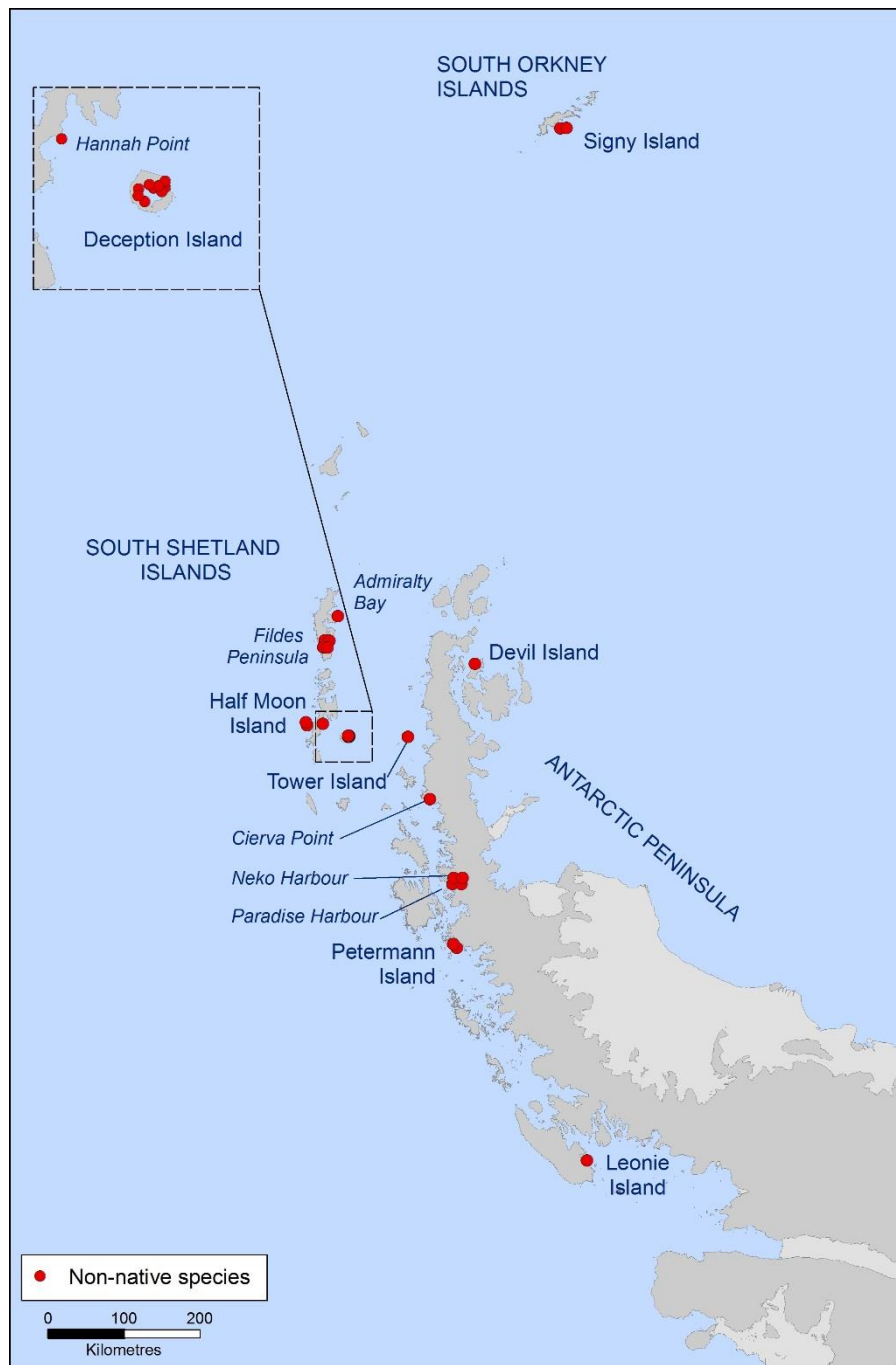 SOUTH ORKNEY
ISLANDS
Signy Island
Hannah Point
Deception Island
SOUTH SHETLAND
ISLANDS
Admiralty
Bay
Fildes
Peninsula
Devil Island
Half Moon
Island
Tower Island
ANTARCTIC PENINSULA
Cierva Point
Neko Harbour
Paradise Harbour
Petermann
Island
Leonie
Island
Non-native species
0 100 200
Kilometres